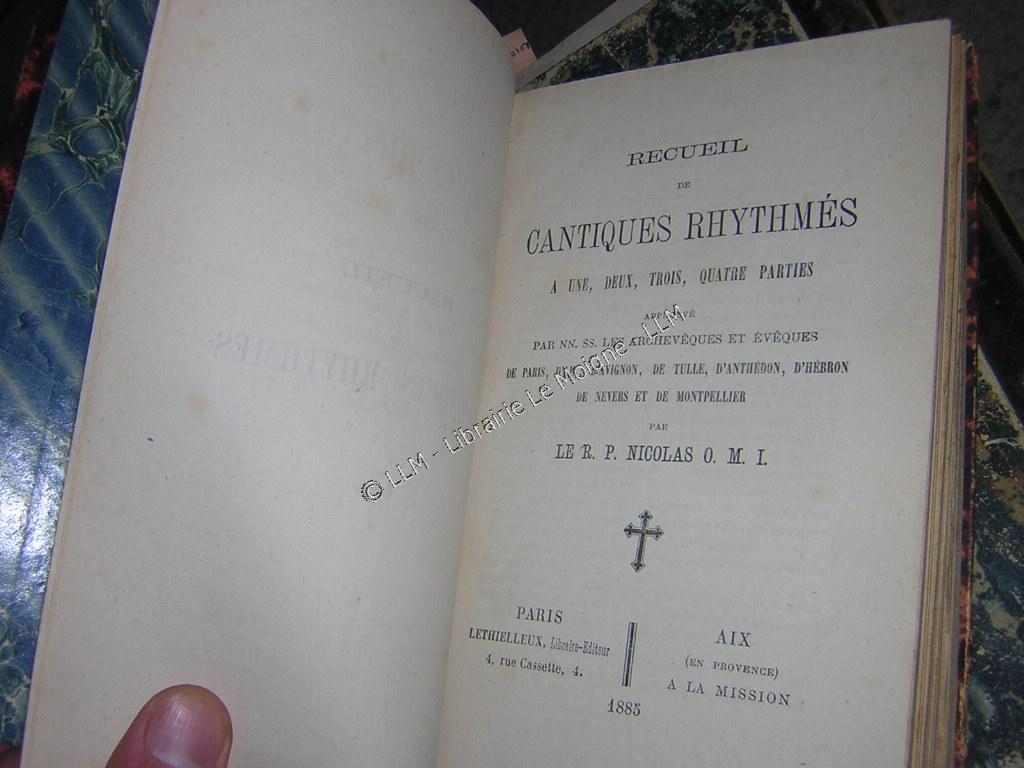 RECUEIL
DE
CANTIQUES RHYTHMÉS
A UNE, DEUX, TROIS, QUATRE PARTIES
APPROUVÉ
PAR NN. SS. LES ARCHEVÊQUES ET ÉVÊQUES
DE PARIS, D'AVIGNON, DE TULLE, D'ANTHÉDON, D'HÉBRON
DE NEVERS ET DE MONTPELLIER
PAR
LE R. P. NICOLAS O. M. I.
PARIS
LETHIELLEUX, Libraire-Editeur
4, rue Cassette, 4.
AIX
(EN PROVENCE)
A LA MISSION
1885
© LLM - Librairie Le Moigne - LLM